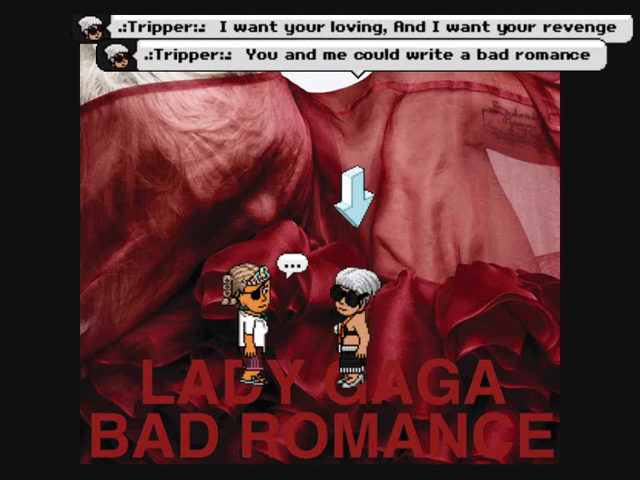 .:Tripper:.: I want your loving, And I want your revenge
.:Tripper:.: You and me could write a bad romance
...
LADY GAGA
BAD ROMANCE